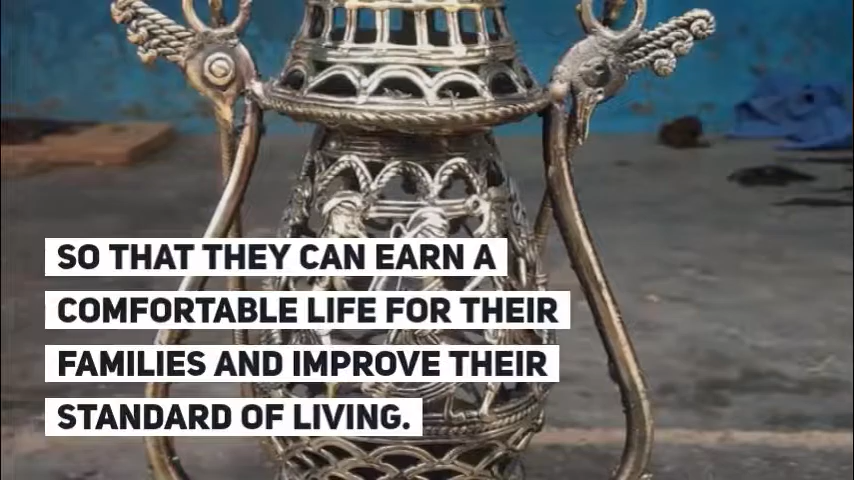 SO THAT THEY CAN EARN A
COMFORTABLE LIFE FOR THEIR
FAMILIES AND IMPROVE THEIR
STANDARD OF LIVING.